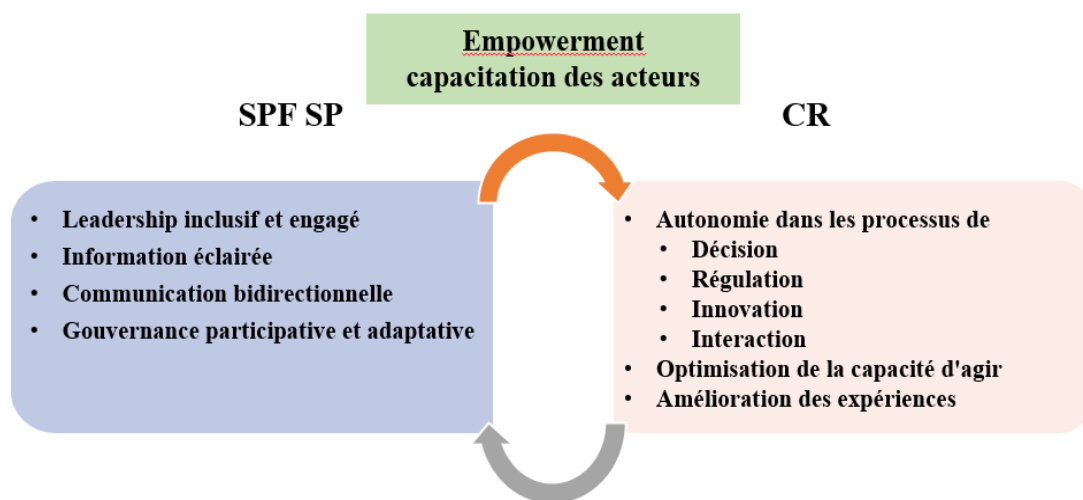 Empowerment
capacitation des acteurs
SPF SP
CR
• Leadership inclusif et engagé
• Information éclairée
• Communication bidirectionnelle
• Gouvernance participative et adaptative
• Autonomie dans les processus de
• Décision
• Régulation
• Innovation
• Interaction
• Optimisation de la capacité d'agir
• Amélioration des expériences